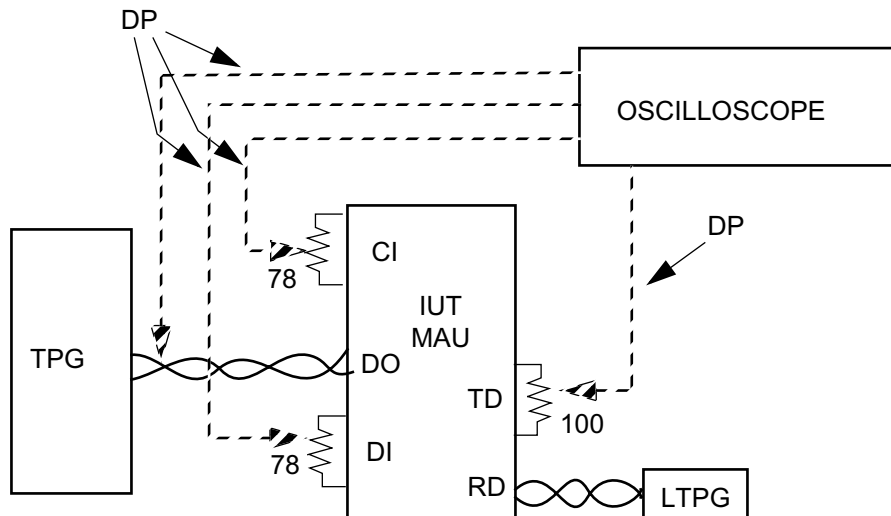 DP
OSCILLOSCOPE
DP
CI
78
IUT
MAU
TPG
DO
TD
100
DI
78
RD
LTPG